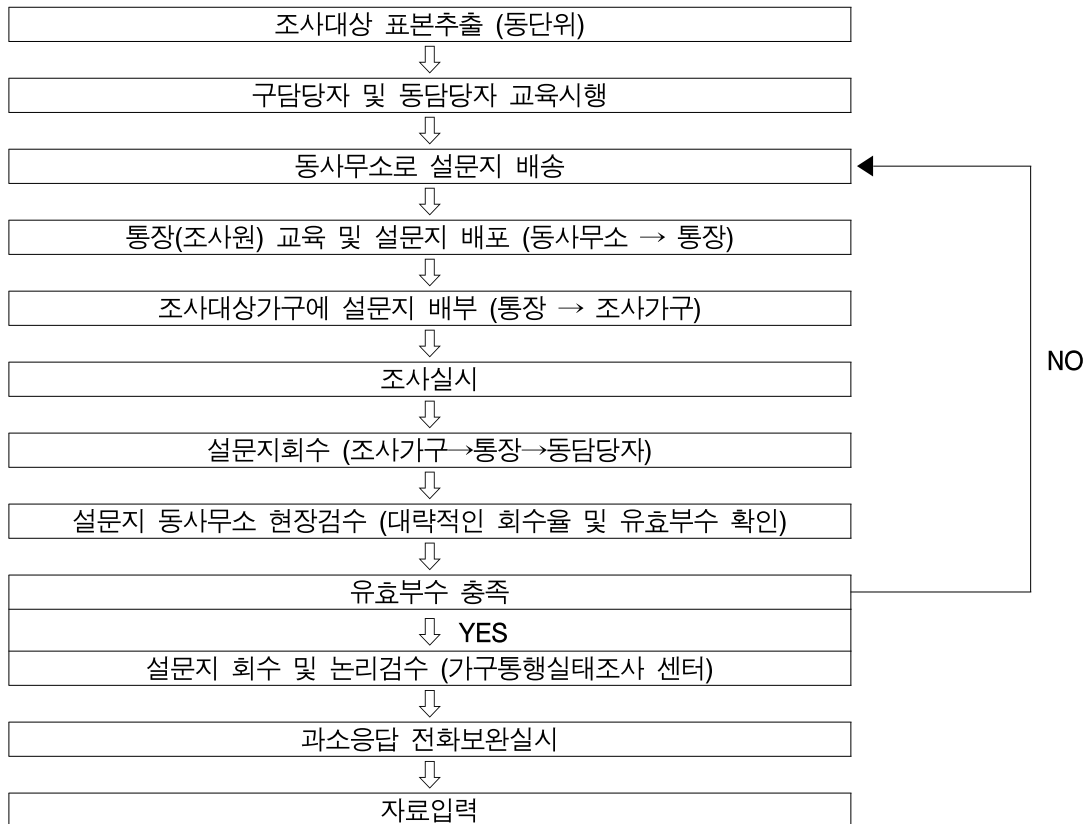 조사대상 표본추출 (동단위)
구담당자 및 동담당자 교육시행
동사무소로 설문지 배송
통장(조사원) 교육 및 설문지 배포 (동사무소 → 통장)
조사대상가구에 설문지 배부 (통장 → 조사가구)
NO
조사실시
설문지회수 (조사가구→통장→동담당자)
설문지 동사무소 현장검수 (대략적인 회수율 및 유효부수 확인)
유효부수 충족
YES
설문지 회수 및 논리검수 (가구통행실태조사 센터)
과소응답 전화보완실시
자료입력